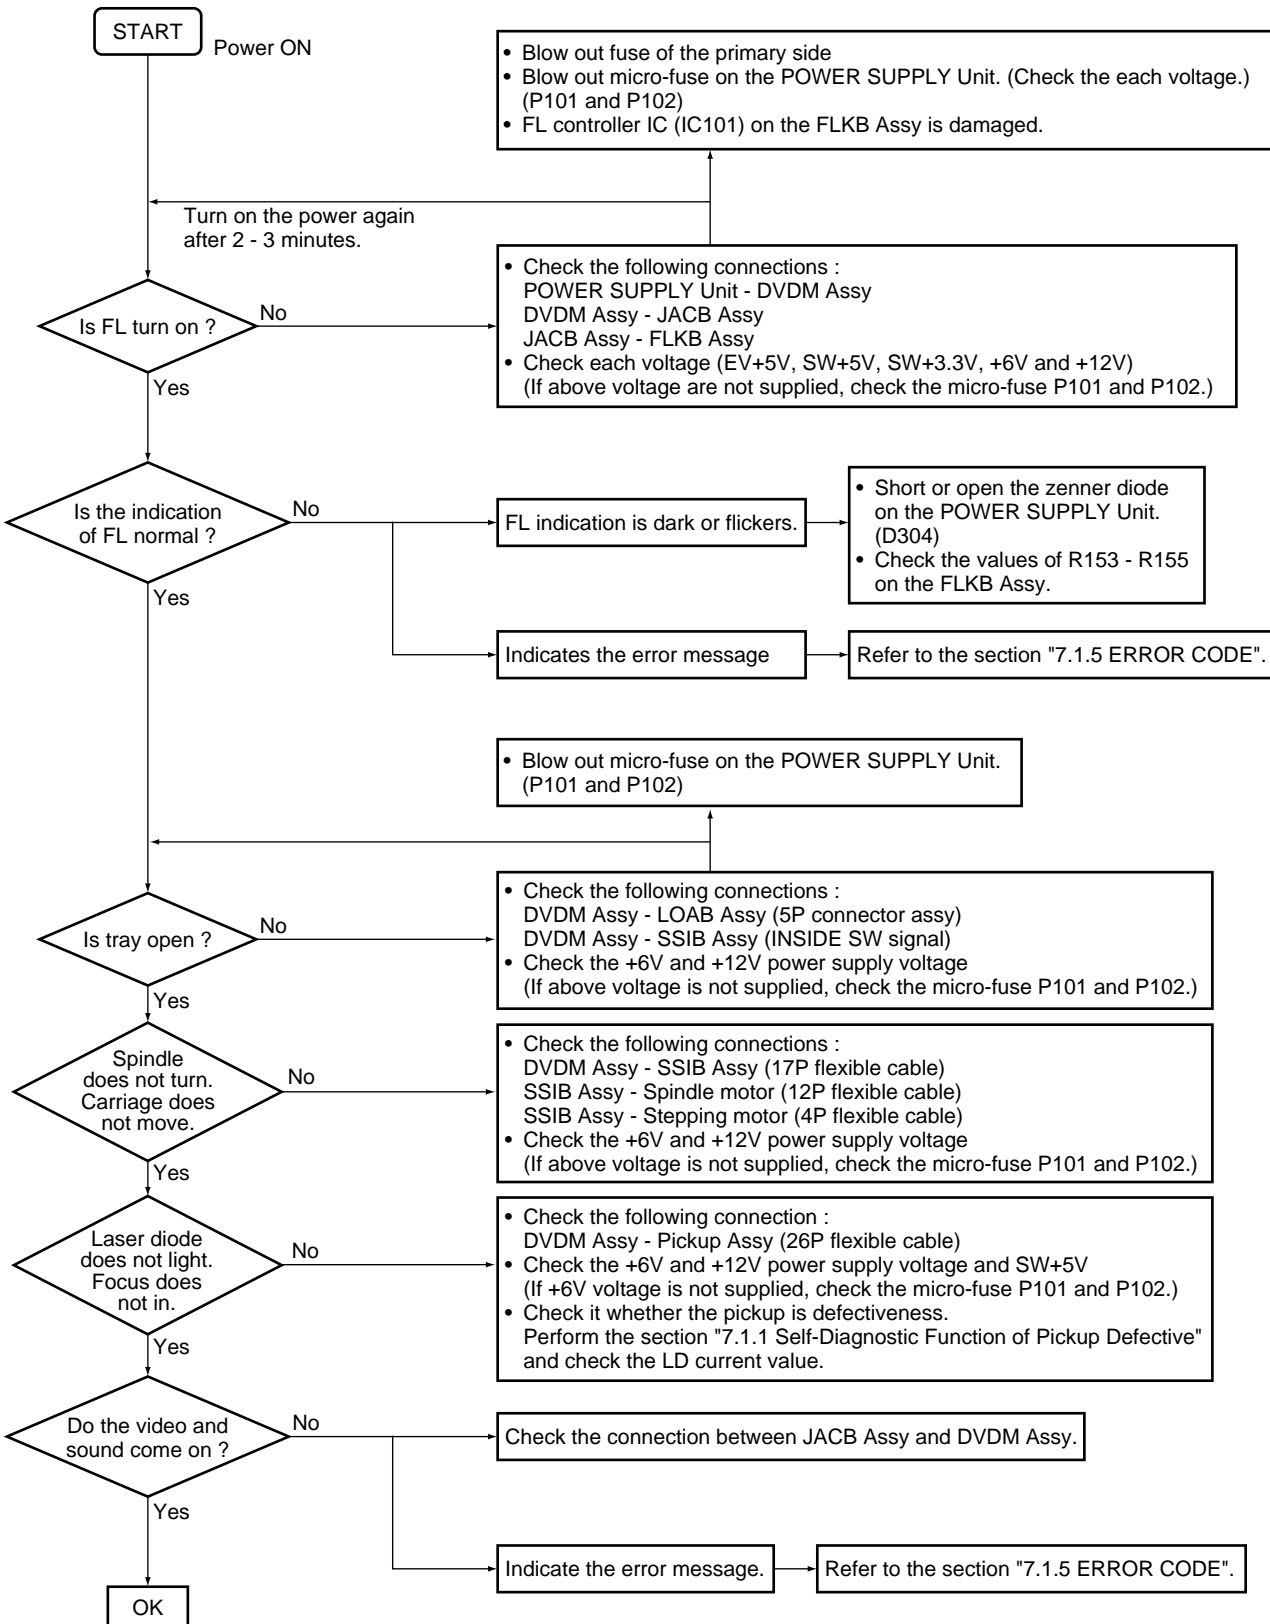 START
Power ON
• Blow out fuse of the primary side
• Blow out micro-fuse on the POWER SUPPLY Unit. (Check the each voltage.)
(P101 and P102)
• FL controller IC (IC101) on the FLKB Assy is damaged.
Turn on the power again
after 2 - 3 minutes.
Is FL turn on ?
No
Yes
• Check the following connections :
POWER SUPPLY Unit - DVDM Assy
DVDM Assy - JACB Assy
JACB Assy - FLKB Assy
• Check each voltage (EV+5V, SW+5V, SW+3.3V, +6V and +12V)
(If above voltage are not supplied, check the micro-fuse P101 and P102.)
Is the indication
of FL normal ?
No
Yes
FL indication is dark or flickers.
• Short or open the zenner diode
on the POWER SUPPLY Unit.
(D304)
• Check the values of R153 - R155
on the FLKB Assy.
Indicates the error message
Refer to the section "7.1.5 ERROR CODE".
• Blow out micro-fuse on the POWER SUPPLY Unit.
(P101 and P102)
Is tray open ?
No
Yes
• Check the following connections :
DVDM Assy - LOAB Assy (5P connector assy)
DVDM Assy - SSIB Assy (INSIDE SW signal)
• Check the +6V and +12V power supply voltage
(If above voltage is not supplied, check the micro-fuse P101 and P102.)
Spindle
does not turn.
Carriage does
not move.
No
Yes
• Check the following connections :
DVDM Assy - SSIB Assy (17P flexible cable)
SSIB Assy - Spindle motor (12P flexible cable)
SSIB Assy - Stepping motor (4P flexible cable)
• Check the +6V and +12V power supply voltage
(If above voltage is not supplied, check the micro-fuse P101 and P102.)
Laser diode
does not light.
Focus does
not in.
No
Yes
• Check the following connection :
DVDM Assy - Pickup Assy (26P flexible cable)
• Check the +6V and +12V power supply voltage and SW+5V
(If +6V voltage is not supplied, check the micro-fuse P101 and P102.)
• Check it whether the pickup is defectiveness.
Perform the section "7.1.1 Self-Diagnostic Function of Pickup Defective"
and check the LD current value.
Do the video and
sound come on ?
No
Yes
Check the connection between JACB Assy and DVDM Assy.
Indicate the error message.
Refer to the section "7.1.5 ERROR CODE".
OK